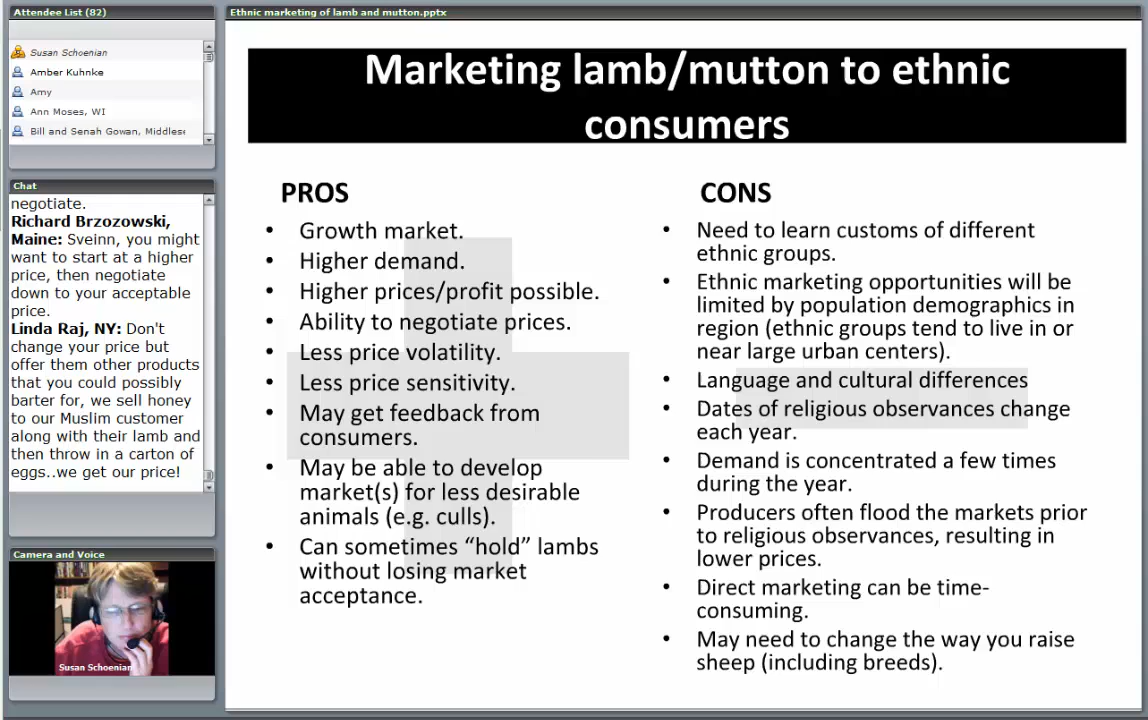 Attendee List (82)
Susan Schoenian
Amber Kuhnke
Amy
Ann Moses, WI
Bill and Senah Gowan, Middlese
Chat
negotiate.
Richard Brzozowski,
Maine: Sveinn, you might
want to start at a higher
price, then negotiate
down to your acceptable
price.
Linda Raj, NY: Don't
change your price but
offer them other products
that you could possibly
barter for, we sell honey
to our Muslim customer
along with their lamb and
then throw in a carton of
eggs..we get our price!
Camera and Voice
Susan Schoenian
Ethnic marketing of lamb and mutton.pptx
Marketing lamb/mutton to ethnic
consumers
PROS
• Growth market.
• Higher demand.
• Higher prices/profit possible.
• Ability to negotiate prices.
• Less price volatility.
• Less price sensitivity.
• May get feedback from
consumers.
• May be able to develop
market(s) for less desirable
animals (e.g. culls).
• Can sometimes “hold” lambs
without losing market
acceptance.
CONS
• Need to learn customs of different
ethnic groups.
• Ethnic marketing opportunities will be
limited by population demographics in
region (ethnic groups tend to live in or
near large urban centers).
• Language and cultural differences
• Dates of religious observances change
each year.
• Demand is concentrated a few times
during the year.
• Producers often flood the markets prior
to religious observances, resulting in
lower prices.
• Direct marketing can be time-
consuming.
• May need to change the way you raise
sheep (including breeds).